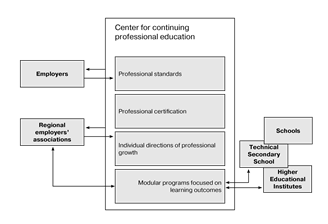 Center for continuing
professional education
Employers
Professional standards
Professional certification
Regional
employers'
associations
Individual directions of professional
growth
Schools
Technical
Secondary
School
Higher
Educational
Institutes
Modular programs focused on
learning outcomes